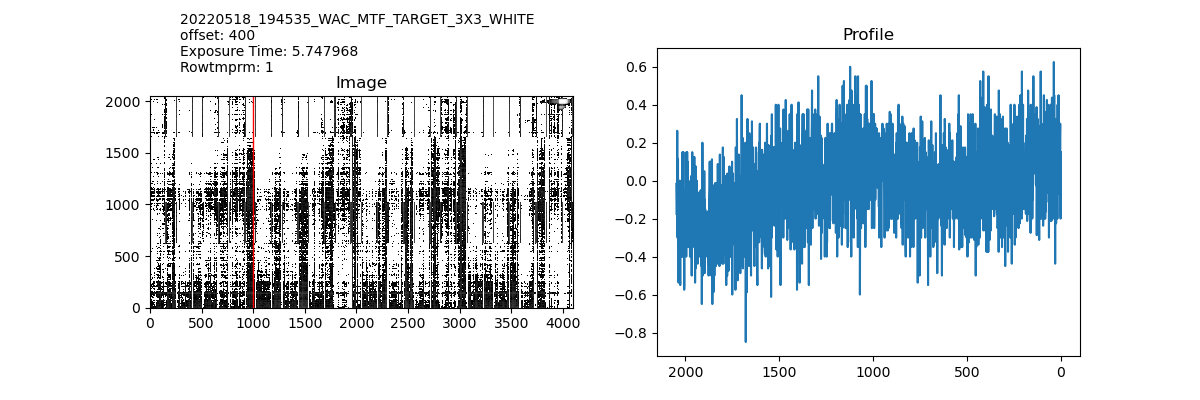 20220518_194535_WAC_MTF_TARGET_3X3_WHITE
offset: 400
Exposure Time: 5.747968
Rowtmprm: 1
Image
2000
1500
1000
500
0
0 500 1000 1500 2000 2500 3000 3500 4000
Profile
0.6
0.4
0.2
0.0
−0.2
−0.4
−0.6
−0.8
2000 1500 1000 500 0